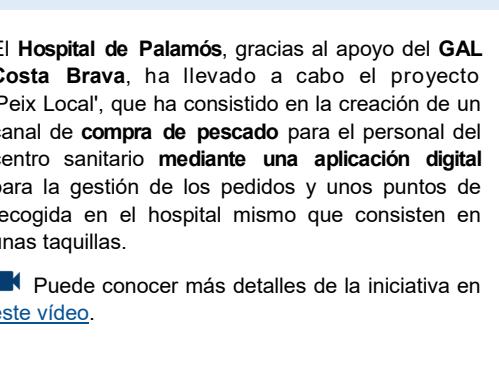 El Hospital de Palamós, gracias al apoyo del GAL
Costa Brava, ha llevado a cabo el proyecto
'Peix Local', que ha consistido en la creación de un
canal de compra de pescado para el personal del
centro sanitario mediante una aplicación digital
para la gestión de los pedidos y unos puntos de
recogida en el hospital mismo que consisten en
unas taquillas.
Puede conocer más detalles de la iniciativa en
este vídeo.